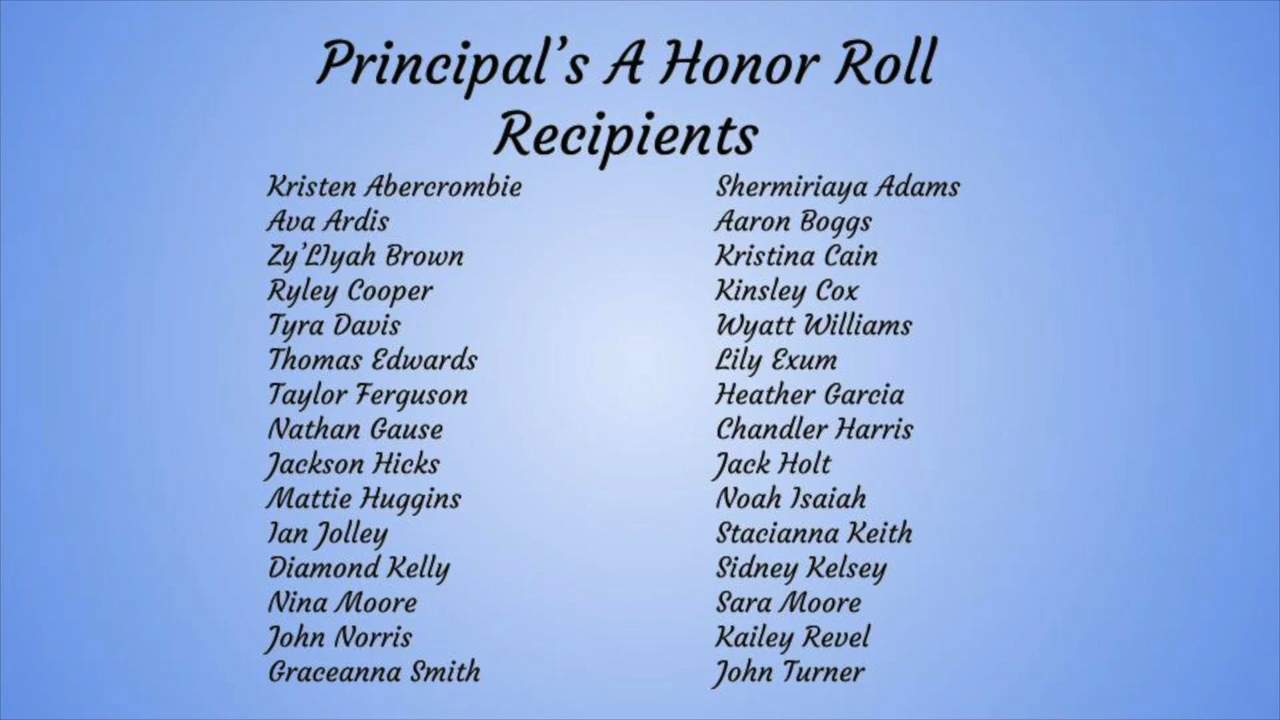 Principal's A Honor Roll
Recipients
Kristen Abercrombie
Ava Ardis
Zy'LIyah Brown
Ryley Cooper
Tyra Davis
Thomas Edwards
Taylor Ferguson
Nathan Gause
Jackson Hicks
Mattie Huggins
Ian Jolley
Diamond Kelly
Nina Moore
John Norris
Graceanna Smith
Shermiriaya Adams
Aaron Boggs
Kristina Cain
Kinsley Cox
Wyatt Williams
Lily Exum
Heather Garcia
Chandler Harris
Jack Holt
Noah Isaiah
Stacianna Keith
Sidney Kelsey
Sara Moore
Kailey Revel
John Turner